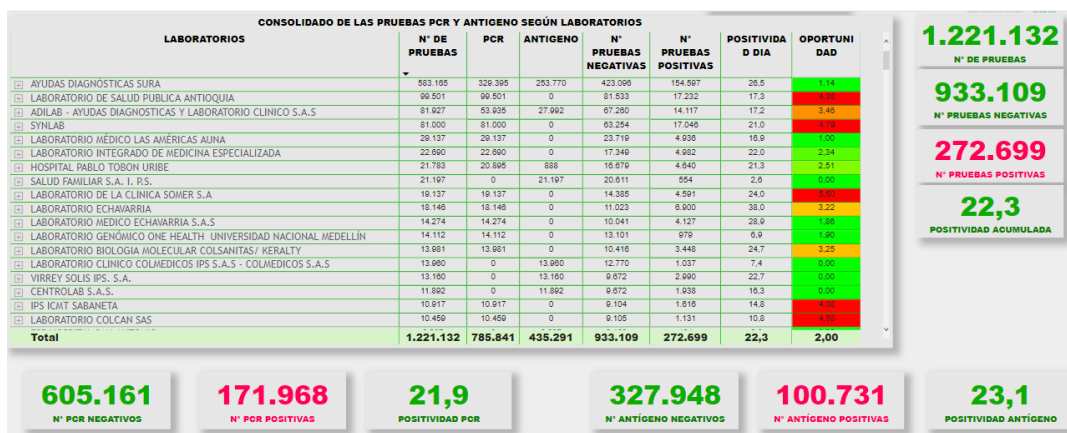 CONSOLIDADO DE LAS PRUEBAS PCR Y ANTIGENO SEGÚN LABORATORIOS
LABORATORIOS N° DE PRUEBAS PCR ANTIGENO N° PRUEBAS NEGATIVAS N° PRUEBAS POSITIVAS POSITIVIDA D DIA OPORTUNI DAD
AYUDAS DIAGNÓSTICAS SURA 583.165 329.395 253.770 423.096 154.597 26,5 1,14
LABORATORIO DE SALUD PUBLICA ANTIOQUIA 99.501 99.501 0 81.533 17.232 17,3
ADILAB - AYUDAS DIAGNOSTICAS Y LABORATORIO CLINICO S.A.S 81.927 53.935 27.992 67.260 14.117 17,2 3,46
SYNLAB 81.000 81.000 0 63.254 17.046 21,0 4,79
LABORATORIO MÉDICO LAS AMÉRICAS AUNA 29.137 29.137 0 23.719 4.936 16,9 1,00
LABORATORIO INTEGRADO DE MEDICINA ESPECIALIZADA 22.690 22.690 0 17.349 4.982 22,0 2,34
HOSPITAL PABLO TOBON URIBE 21.783 20.895 888 16.679 4.640 21,3 2,51
SALUD FAMILIAR S.A. I. P.S. 21.197 0 21.197 20.611 554 2,6 0,00
LABORATORIO DE LA CLINICA SOMER S.A 19.137 19.137 0 14.385 4.591 24,0
LABORATORIO ECHAVARRIA 18.146 18.146 0 11.023 6.900 38,0 3,22
LABORATORIO MEDICO ECHAVARRIA S.A.S 14.274 14.274 0 10.041 4.127 28,9 1,86
LABORATORIO GENÓMICO ONE HEALTH UNIVERSIDAD NACIONAL MEDELLÍN 14.112 14.112 0 13.101 979 6,9 1,90
LABORATORIO BIOLOGIA MOLECULAR COLSANITAS/ KERALTY 13.981 13.981 0 10.416 3.448 24,7 3,25
LABORATORIO CLINICO COLMEDICOS IPS S.A.S - COLMEDICOS S.A.S 13.960 0 13.960 12.770 1.037 7,4 0,00
VIRREY SOLIS IPS. S.A. 13.160 0 13.160 9.672 2.990 22,7 0,00
CENTROLAB S.A.S. 11.892 0 11.892 9.672 1.938 16,3 0,00
IPS ICMT SABANETA 10.917 10.917 0 9.104 1.616 14,8
LABORATORIO COLCAN SAS 10.459 10.459 0 9.105 1.131 10,8
Total 1.221.132 785.841 435.291 933.109 272.699 22,3 2,00
1.221.132
N° DE PRUEBAS
933.109
N° PRUEBAS NEGATIVAS
272.699
N° PRUEBAS POSITIVAS
22,3
POSITIVIDAD ACUMULADA
605.161
N° PCR NEGATIVOS
171.968
N° PCR POSITIVAS
21,9
POSITIVIDAD PCR
327.948
N° ANTÍGENO NEGATIVOS
100.731
N° ANTÍGENO POSITIVAS
23,1
POSITIVIDAD ANTÍGENO